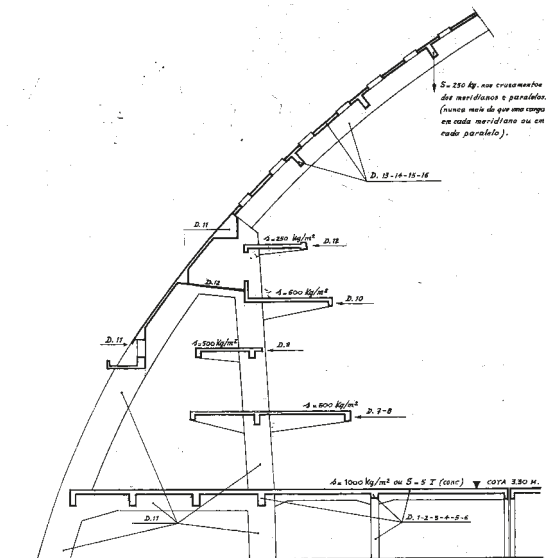 S = 250 kg. nos cruzamentos
dos meridianos e paralelos.
(nunca mais do que uma carga
em cada meridiano ou em
cada paralelo).
D. 13-14-15-16
D.11
s=250 Kg/m²
D.12
D.12
s=600 Kg/m²
D.10
D.11
s=500 Kg/m²
D.9
s=600 Kg/m²
D. 7-8
s= 1000 Kg/m² ou S = 5 T (conc)
COTA 3.30 M.
D.11
D. 1-2-3-4-5-6